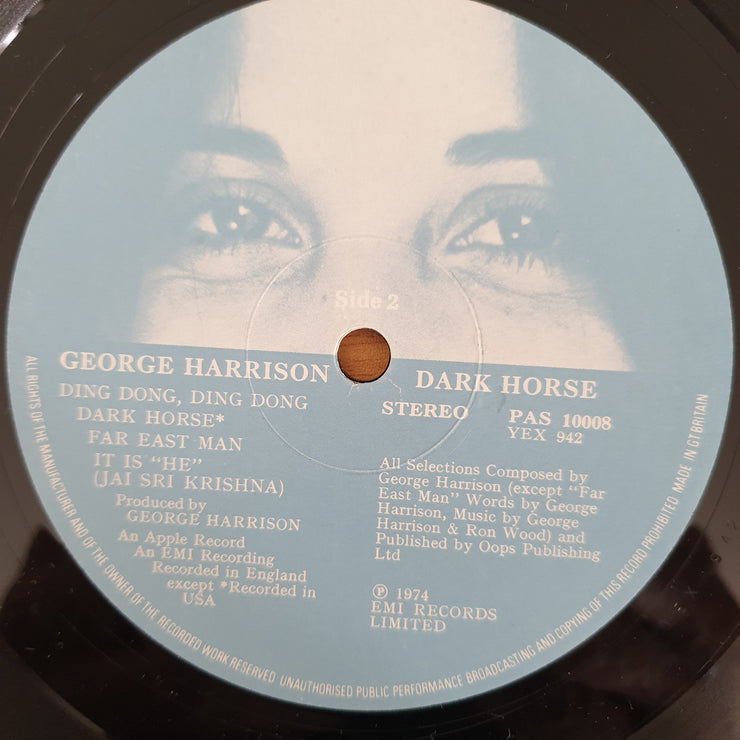 Side 2
GEORGE HARRISON
DARK HORSE
DING DONG, DING DONG
DARK HORSE*
FAR EAST MAN
IT IS "HE"
(JAI SRI KRISHNA)
Produced by
GEORGE HARRISON
An Apple Record
An EMI Recording
Recorded in England
except *Recorded in
USA
STEREO
PAS 10008
YEX 942
All Selections Composed by
George Harrison (except "Far
East Man" Words by George
Harrison, Music by George
Harrison & Ron Wood) and
Published by Oops Publishing
Ltd
℗ 1974
EMI RECORDS
LIMITED
ALL RIGHTS OF THE MANUFACTURER AND OF THE OWNER OF THE RECORDED WORK RESERVED UNAUTHORISED PUBLIC PERFORMANCE BROADCASTING AND COPYING OF THIS RECORD PROHIBITED MADE IN GT BRITAIN